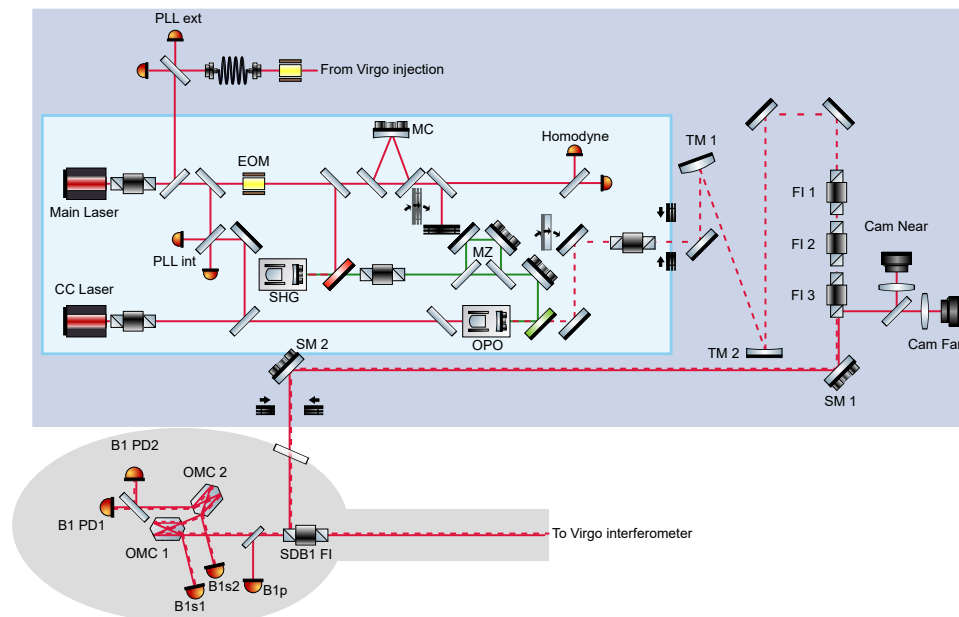 PLL ext
From Virgo injection
MC
Homodyne
TM 1
EOM
Main Laser
FI 1
Cam Near
FI 2
PLL int
MZ
SHG
FI 3
CC Laser
OPO
SM 2
TM 2
Cam Far
SM 1
B1 PD2
OMC 2
B1 PD1
To Virgo interferometer
OMC 1
SDB1 FI
B1s2
B1p
B1s1